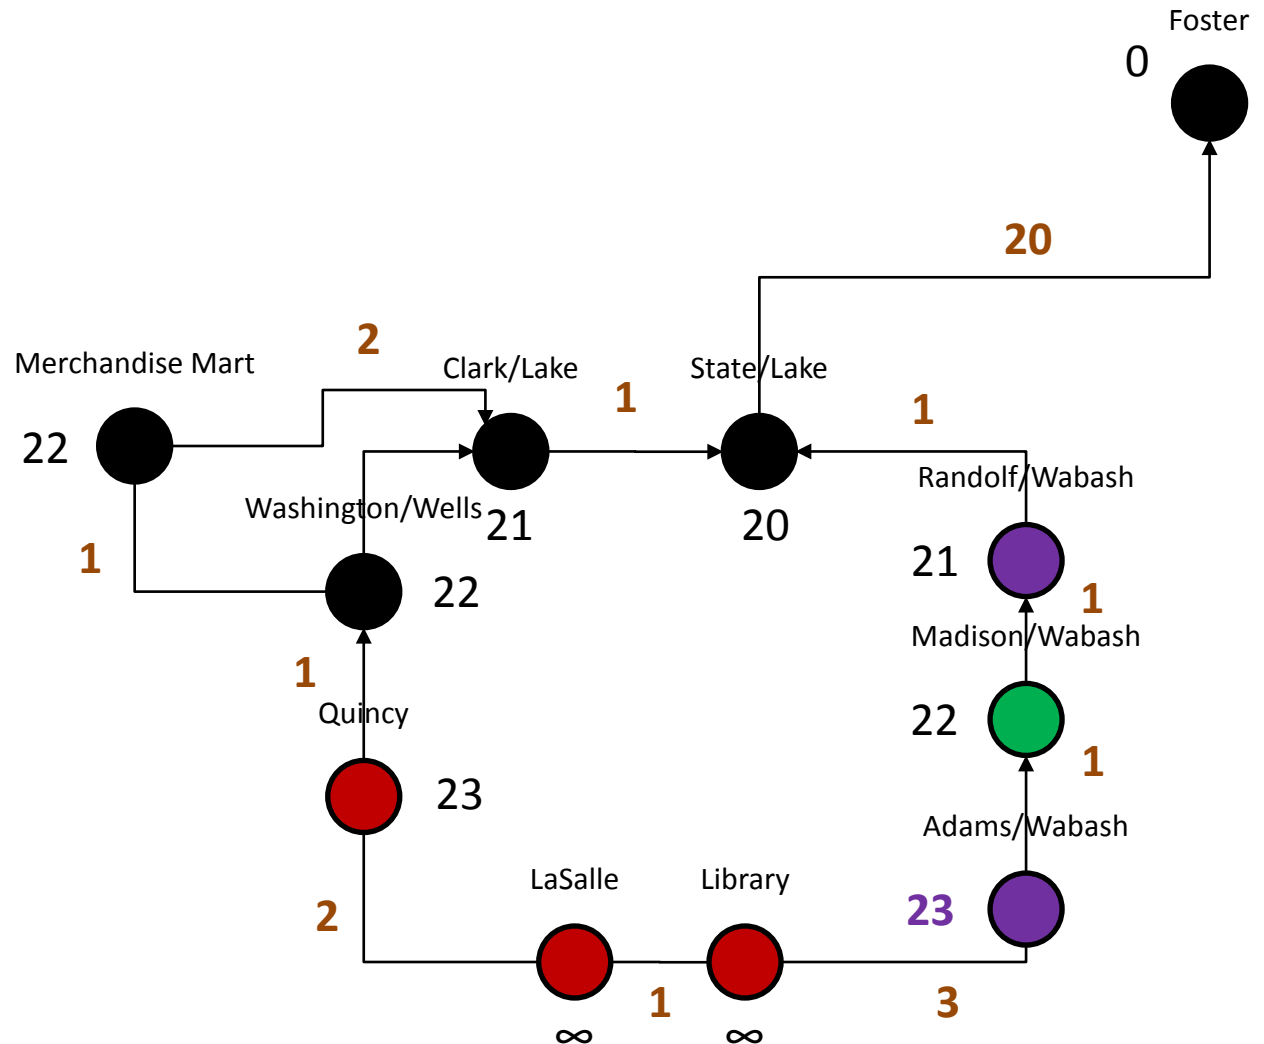 Foster
0
20
2
Merchandise Mart
Clark/Lake
State/Lake
1
1
22
Randolf/Wabash
Washington/Wells
21
20
1
21
22
1
Madison/Wabash
1
Quincy
22
1
23
Adams/Wabash
LaSalle
Library
2
23
1
3
∞
∞